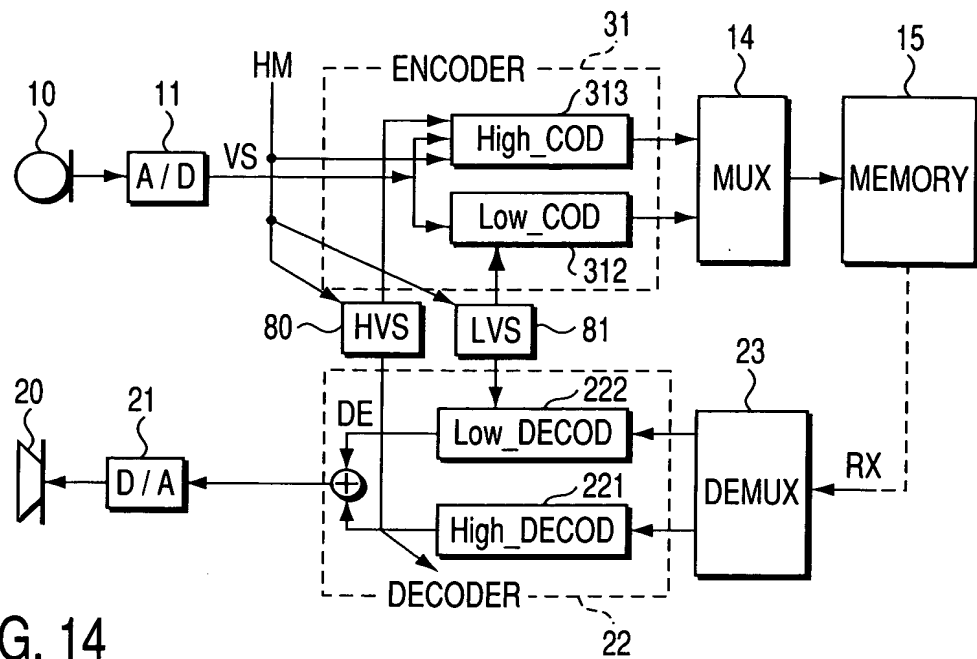 31
14
15
HM
ENCODER
10
11
313
VS
High_COD
A / D
MUX
MEMORY
Low_COD
312
80
HVS
LVS
81
23
20
21
DE
222
Low_DECOD
RX
D / A
+
221
DEMUX
High_DECOD
DECODER
22
G. 14